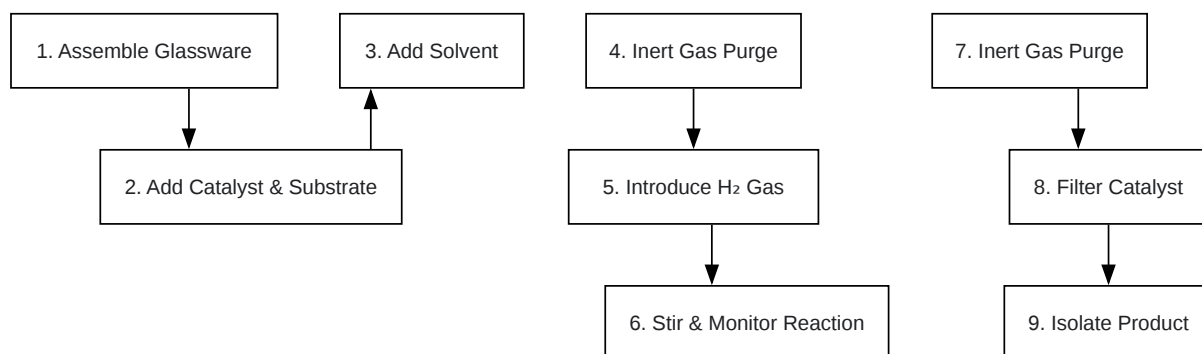 1. Assemble Glassware
2. Add Catalyst & Substrate
3. Add Solvent
4. Inert Gas Purge
5. Introduce H₂ Gas
6. Stir & Monitor Reaction
7. Inert Gas Purge
8. Filter Catalyst
9. Isolate Product